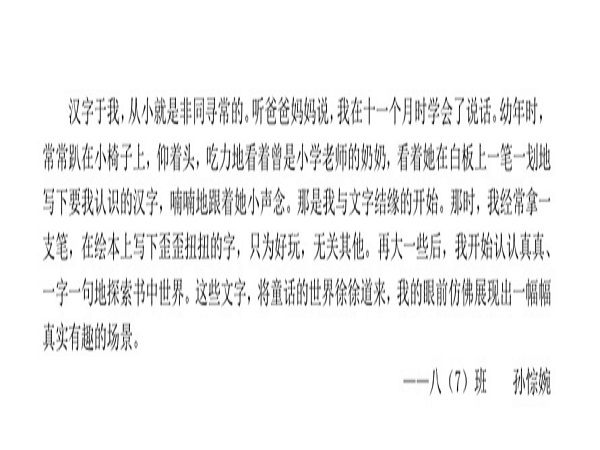 汉字于我，从小就是非同寻常的。听爸爸妈妈说，我在十一个月时学会了说话。幼年时，
常常趴在小椅子上，仰着头，吃力地看着曾是小学老师的奶奶，看着她在白板上一笔一划地
写下要我认识的汉字，喃喃地跟着她小声念。那是我与文字结缘的开始。那时，我经常拿一
支笔，在绘本上写下歪歪扭扭的字，只为好玩，无关其他。再大一些后，我开始认认真真、
一字一句地探索书中世界。这些文字，将童话的世界徐徐道来，我的眼前仿佛展现出一幅幅
真实有趣的场景。
——八（7）班 孙悰婉